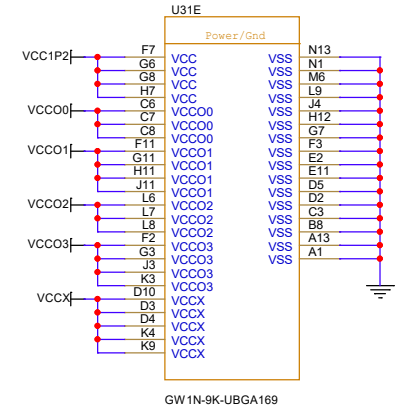 U31E
Power/Gnd
VCC1P2 F7 VCC VSS N13
G6 VCC VSS N1
G8 VCC VSS M6
H7 VCC VSS L9
VCCO0 C6 VCCO0 VSS J4
C7 VCCO0 VSS H12
C8 VCCO0 VSS G7
VCCO1 F11 VCCO1 VSS F3
G11 VCCO1 VSS E2
H11 VCCO1 VSS E11
J11 VCCO1 VSS D5
VCCO2 L6 VCCO2 VSS D2
L7 VCCO2 VSS C3
L8 VCCO2 VSS B8
VCCO3 F2 VCCO3 VSS A13
G3 VCCO3 VSS A1
J3 VCCO3
K3 VCCO3
VCCX D10 VCCX
D3 VCCX
D4 VCCX
K4 VCCX
K9 VCCX
GW1N-9K-UBGA169